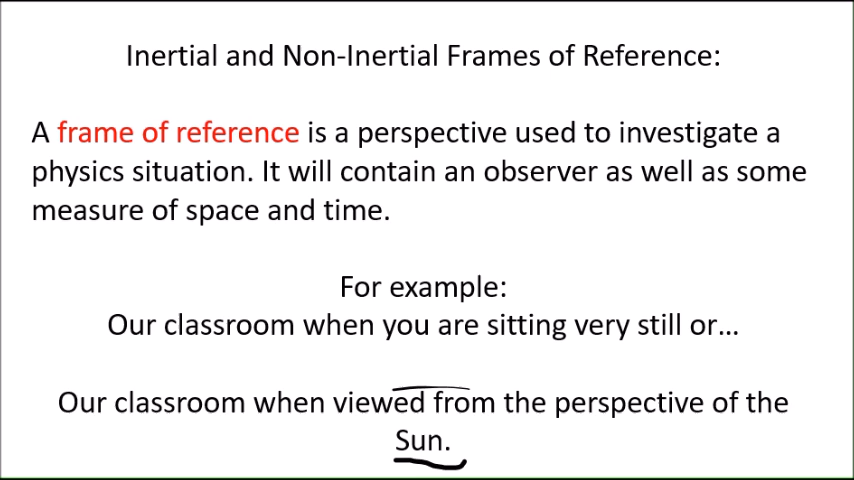 Inertial and Non-Inertial Frames of Reference:
A frame of reference is a perspective used to investigate a
physics situation. It will contain an observer as well as some
measure of space and time.
For example:
Our classroom when you are sitting very still or…
Our classroom when viewed from the perspective of the
Sun.